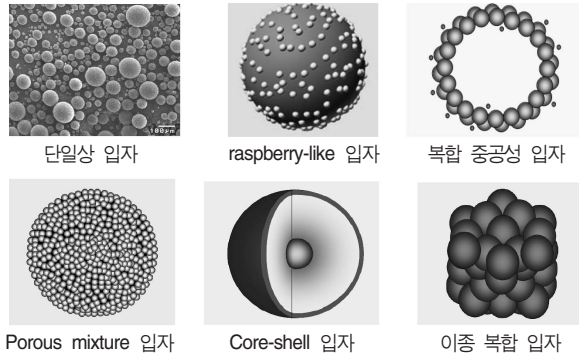 100μm
단일상 입자
raspberry-like 입자
복합 중공성 입자
Porous mixture 입자
Core-shell 입자
이종 복합 입자